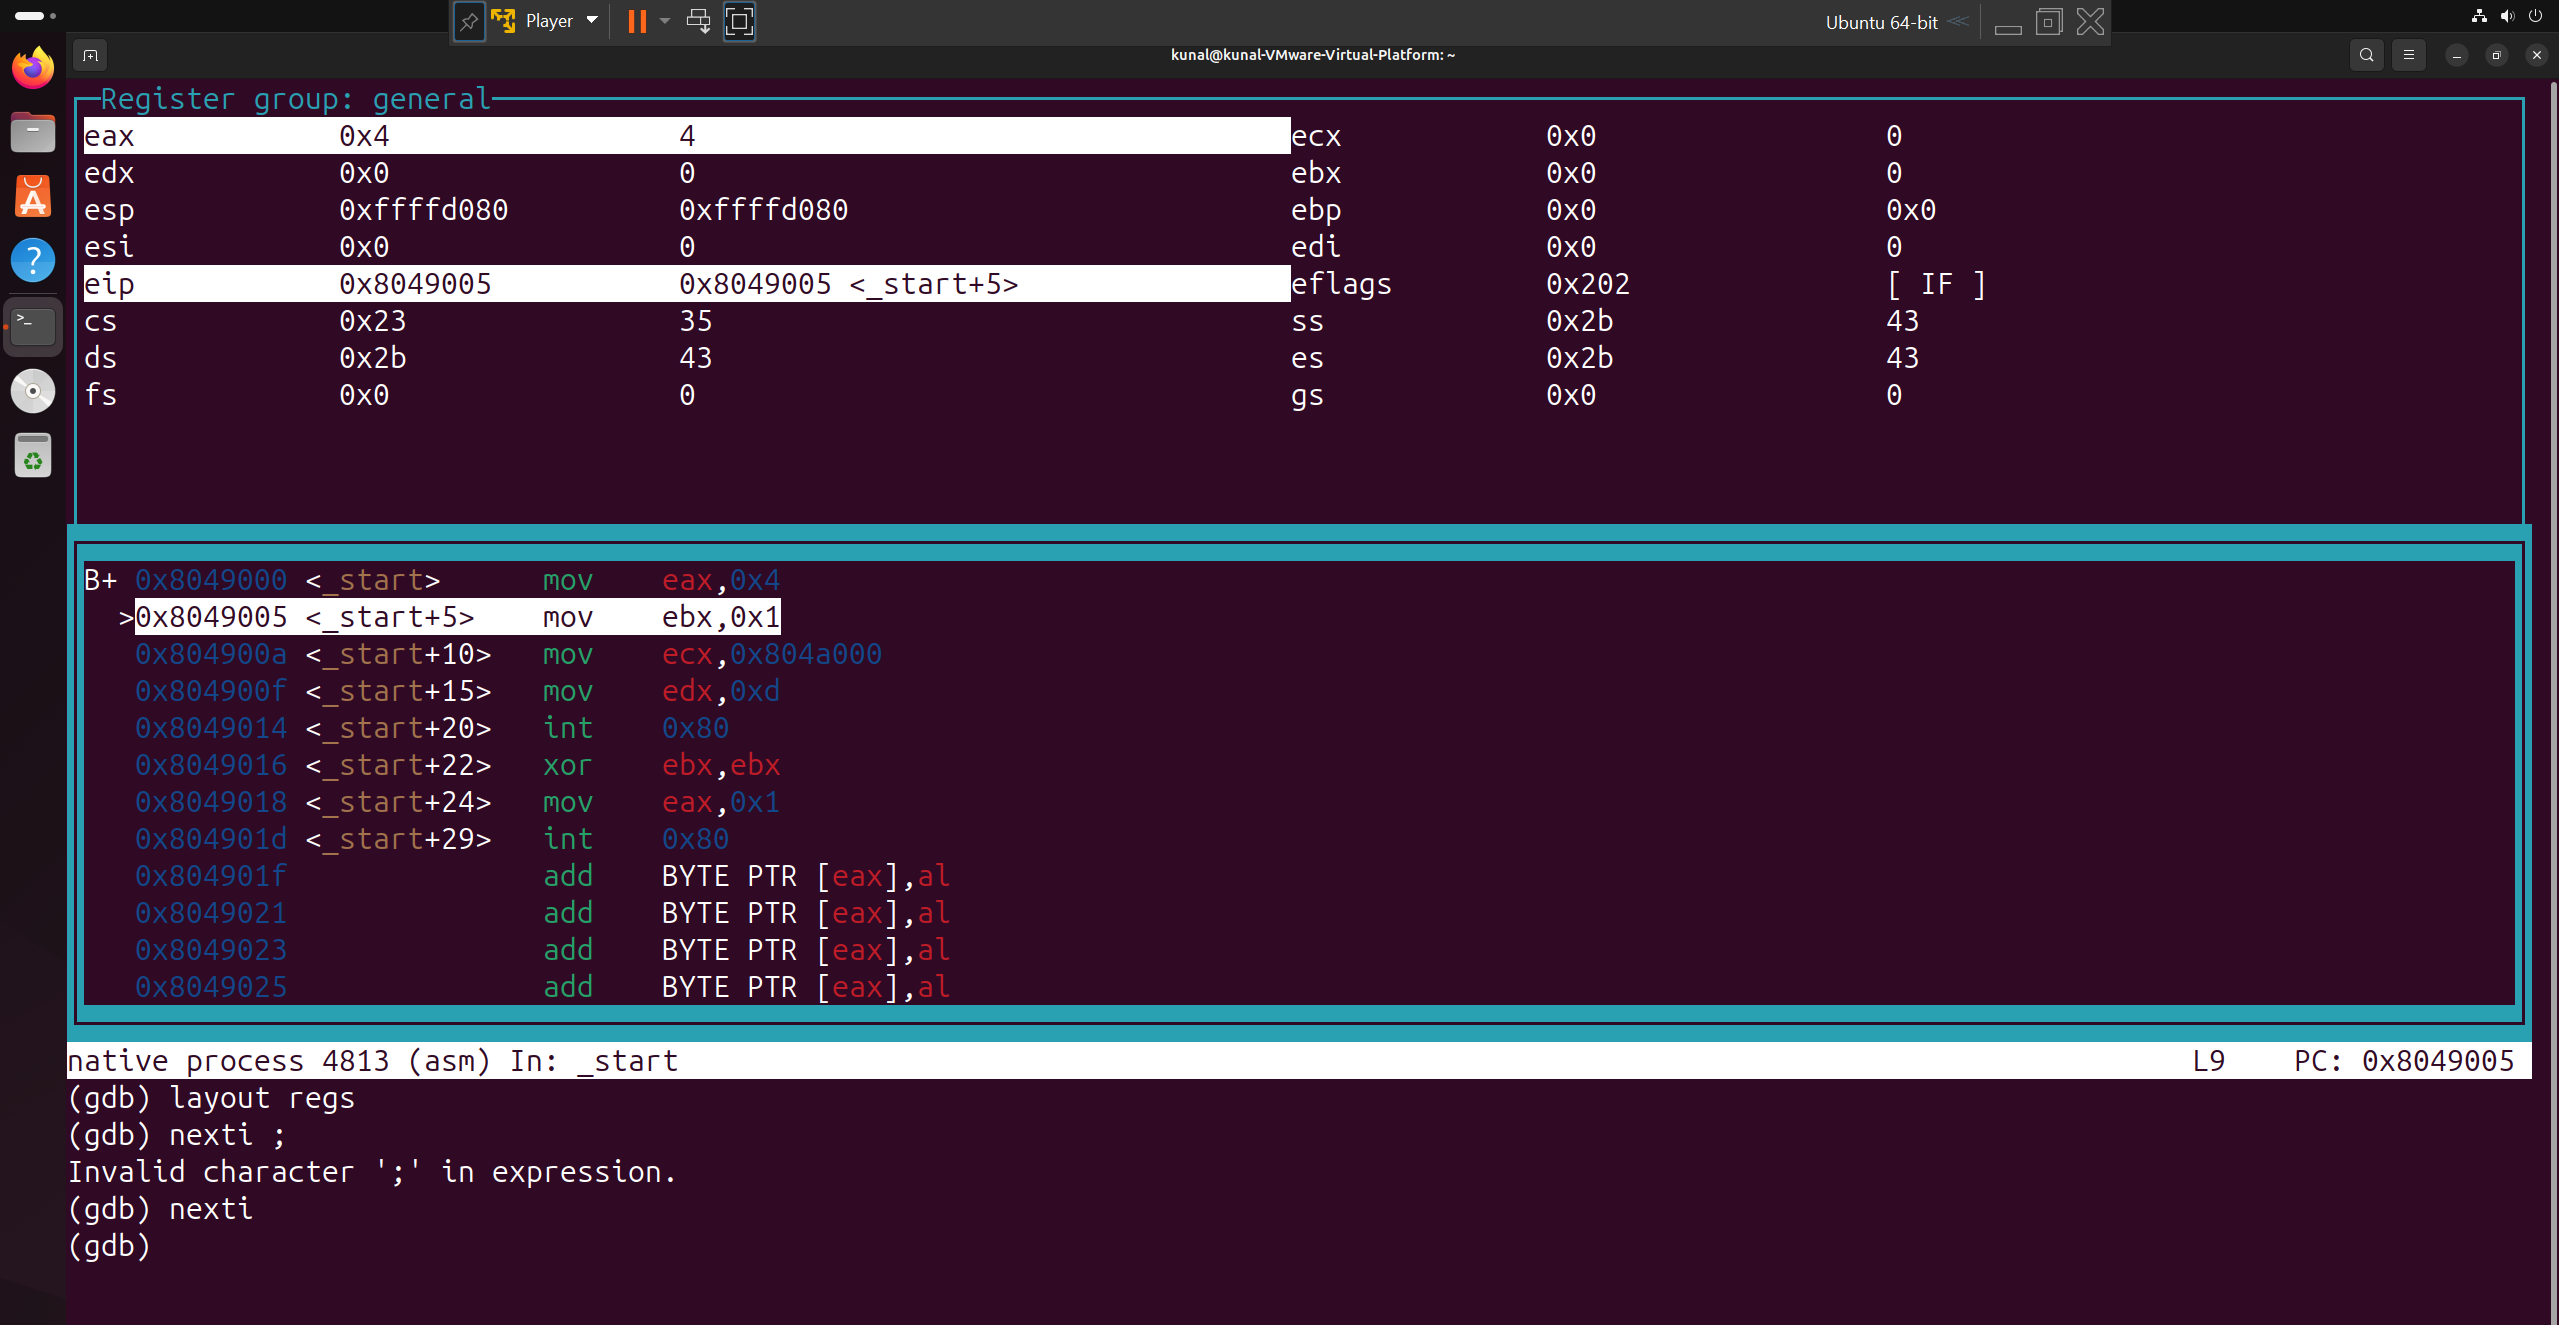 Player
Ubuntu 64-bit
kunal@kunal-VMware-Virtual-Platform: ~
Register group: general
eax 0x4 4 ecx 0x0 0
edx 0x0 0 ebx 0x0 0
esp 0xffffd080 0xffffd080 ebp 0x0 0x0
esi 0x0 0 edi 0x0 0
eip 0x8049005 0x8049005 <_start+5> eflags 0x202 [ IF ]
cs 0x23 35 ss 0x2b 43
ds 0x2b 43 es 0x2b 43
fs 0x0 0 gs 0x0 0
B+ 0x8049000 <_start> mov eax,0x4
>0x8049005 <_start+5> mov ebx,0x1
0x804900a <_start+10> mov ecx,0x804a000
0x804900f <_start+15> mov edx,0xd
0x8049014 <_start+20> int 0x80
0x8049016 <_start+22> xor ebx,ebx
0x8049018 <_start+24> mov eax,0x1
0x804901d <_start+29> int 0x80
0x804901f add BYTE PTR [eax],al
0x8049021 add BYTE PTR [eax],al
0x8049023 add BYTE PTR [eax],al
0x8049025 add BYTE PTR [eax],al
native process 4813 (asm) In: _start L9 PC: 0x8049005
(gdb) layout regs
(gdb) nexti ;
Invalid character ';' in expression.
(gdb) nexti
(gdb)